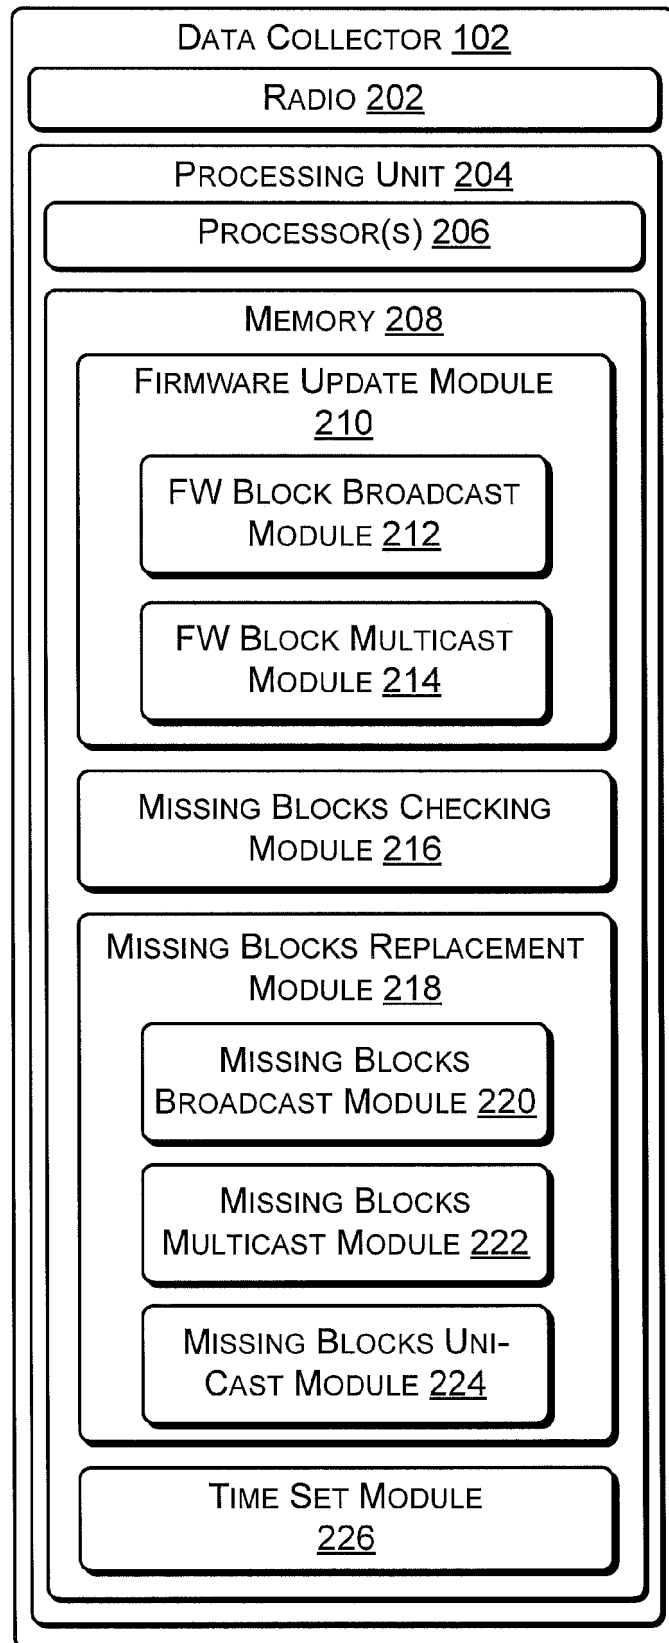 DATA COLLECTOR 102
RADIO 202
PROCESSING UNIT 204
PROCESSOR(S) 206
MEMORY 208
FIRMWARE UPDATE MODULE
210
FW BLOCK BROADCAST
MODULE 212
FW BLOCK MULTICAST
MODULE 214
MISSING BLOCKS CHECKING
MODULE 216
MISSING BLOCKS REPLACEMENT
MODULE 218
MISSING BLOCKS
BROADCAST MODULE 220
MISSING BLOCKS
MULTICAST MODULE 222
MISSING BLOCKS UNI-
CAST MODULE 224
TIME SET MODULE
226